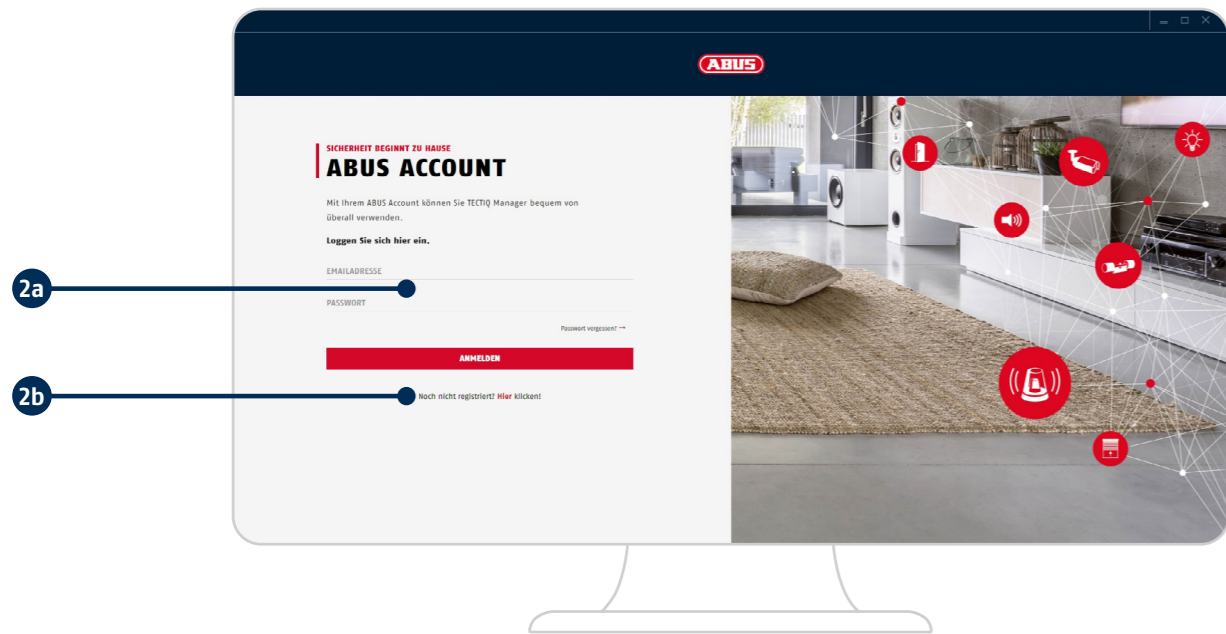 ABUS
SICHERHEIT BEGINNT ZU HAUSE
ABUS ACCOUNT
Mit Ihrem ABUS Account können Sie TECTIQ Manager bequem von
überall verwenden.
Loggen Sie sich hier ein.
2a
EMAILADRESSE
PASSWORT
Passwort vergessen? →
ANMELDEN
2b
Noch nicht registriert? Hier klicken!